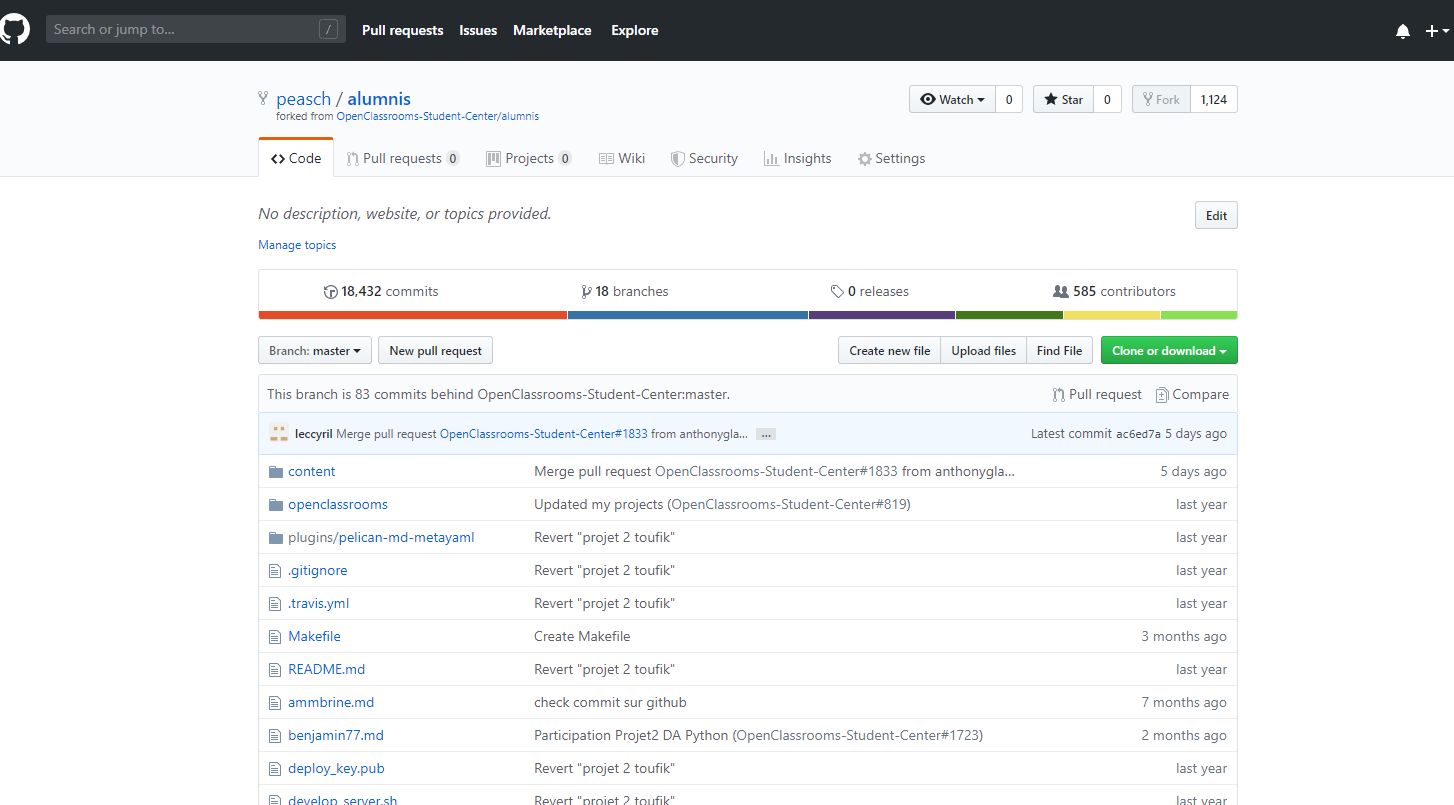 Search or jump to... / Pull requests Issues Marketplace Explore
peasch / alumnis Watch 0 Star 0 Fork 1,124
forked from OpenClassrooms-Student-Center/alumnis
Code Pull requests 0 Projects 0 Wiki Security Insights Settings
No description, website, or topics provided. Edit
Manage topics
18,432 commits 18 branches 0 releases 585 contributors
Branch: master New pull request Create new file Upload files Find File Clone or download
This branch is 83 commits behind OpenClassrooms-Student-Center:master. Pull request Compare
leccyril Merge pull request OpenClassrooms-Student-Center#1833 from anthonygla... ... Latest commit ac6ed7a 5 days ago
content Merge pull request OpenClassrooms-Student-Center#1833 from anthonygla... 5 days ago
openclassrooms Updated my projects (OpenClassrooms-Student-Center#819) last year
plugins/pelican-md-metayaml Revert "projet 2 toufik" last year
.gitignore Revert "projet 2 toufik" last year
.travis.yml Revert "projet 2 toufik" last year
Makefile Create Makefile 3 months ago
README.md Revert "projet 2 toufik" last year
ammbrine.md check commit sur github 7 months ago
benjamin77.md Participation Projet2 DA Python (OpenClassrooms-Student-Center#1723) 2 months ago
deploy_key.pub Revert "projet 2 toufik" last year
develop_server.sh Revert "projet 2 toufik" last year